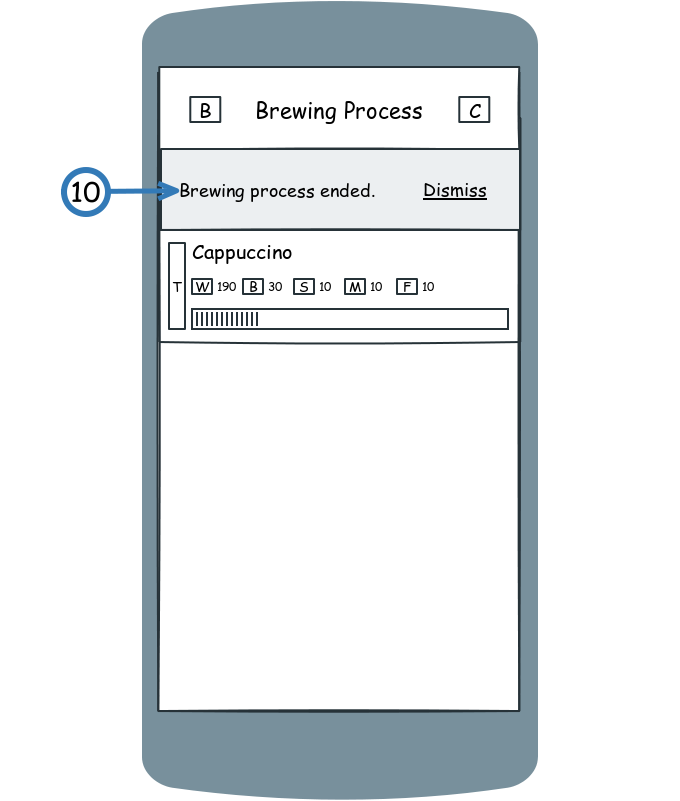 B Brewing Process C
10 Brewing process ended. Dismiss
Cappuccino
T W 190 B 30 S 10 M 10 F 10